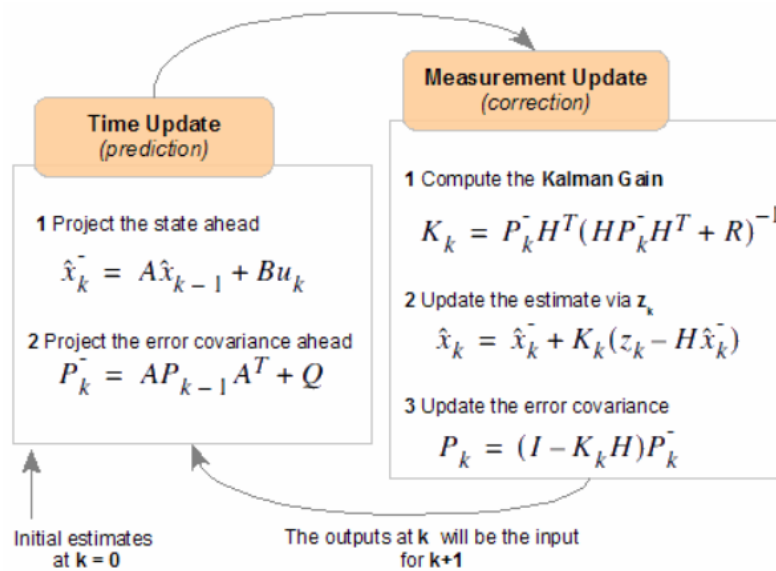 Time Update
(prediction)
1 Project the state ahead
x̂⁻ₖ = Ax̂ₖ₋₁ + Buₖ
2 Project the error covariance ahead
P⁻ₖ = APₖ₋₁Aᵀ + Q
Measurement Update
(correction)
1 Compute the Kalman Gain
Kₖ = P⁻ₖHᵀ(HP⁻ₖHᵀ + R)⁻¹
2 Update the estimate via zₖ
x̂ₖ = x̂⁻ₖ + Kₖ(zₖ – Hx̂⁻ₖ)
3 Update the error covariance
Pₖ = (I – KₖH)P⁻ₖ
Initial estimates
at k = 0
The outputs at k will be the input
for k+1